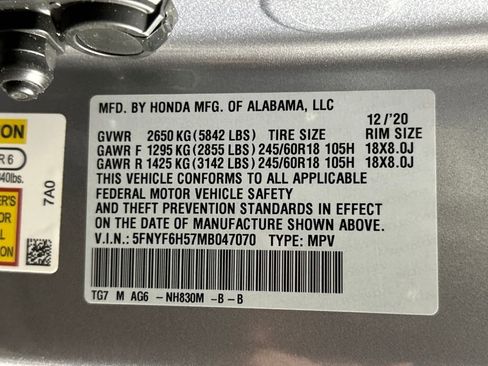 MFD. BY HONDA MFG. OF ALABAMA, LLC
12/'20
GVWR 2650 KG (5842 LBS) TIRE SIZE RIM SIZE
GAWR F 1295 KG (2855 LBS) 245/60R18 105H 18X8.0J
GAWR R 1425 KG (3142 LBS) 245/60R18 105H 18X8.0J
THIS VEHICLE CONFORMS TO ALL APPLICABLE
FEDERAL MOTOR VEHICLE SAFETY
AND THEFT PREVENTION STANDARDS IN EFFECT
ON THE DATE OF MANUFACTURE SHOWN ABOVE.
V.I.N.: 5FNYF6H57MB047070 TYPE: MPV
TG7 M AG6 - NH830M - B - B
7A0